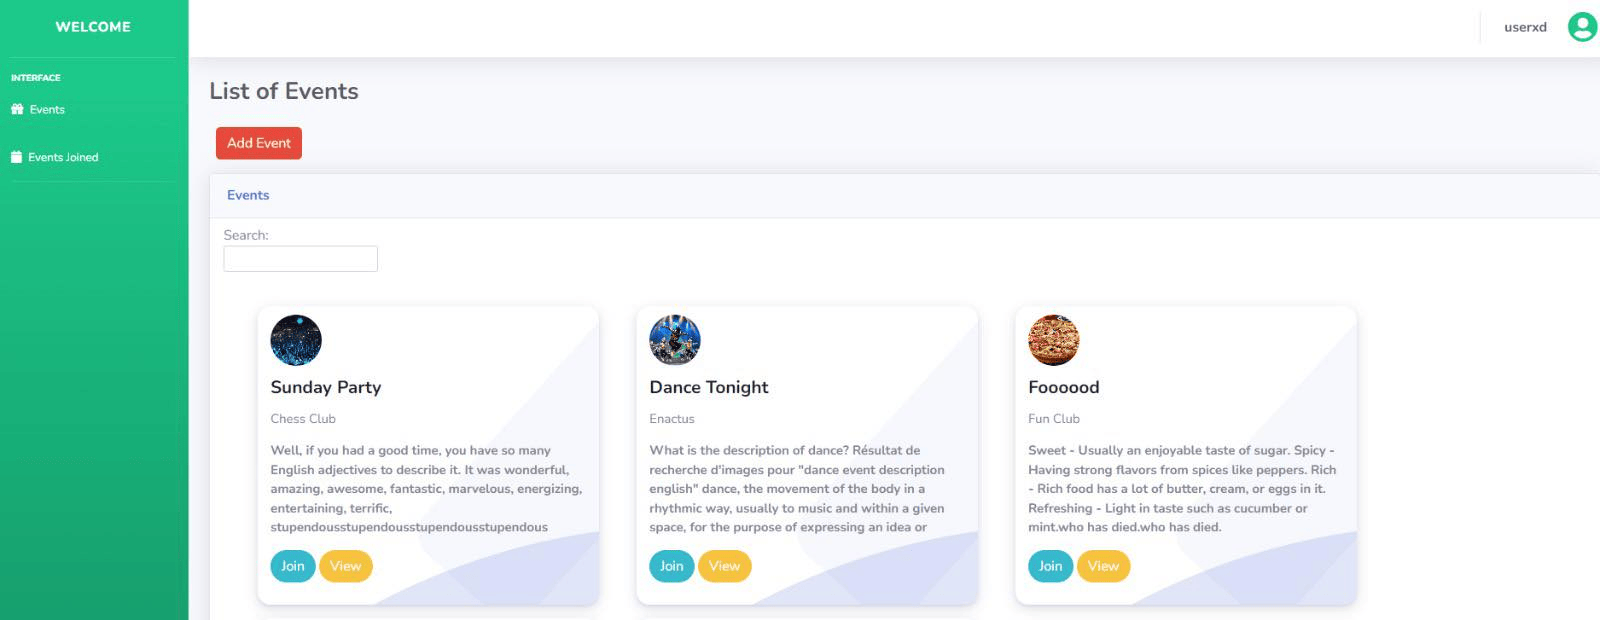 WELCOME
userxd
INTERFACE
Events
Events Joined
List of Events
Add Event
Events
Search:
Sunday Party
Chess Club
Well, if you had a good time, you have so many
English adjectives to describe it. It was wonderful,
amazing, awesome, fantastic, marvelous, energizing,
entertaining, terrific,
stupendousstupendousstupendousstupendous
Join View
Dance Tonight
Enactus
What is the description of dance? Résultat de
recherche d'images pour "dance event description
english" dance, the movement of the body in a
rhythmic way, usually to music and within a given
space, for the purpose of expressing an idea or
Join View
Foooood
Fun Club
Sweet - Usually an enjoyable taste of sugar. Spicy -
Having strong flavors from spices like peppers. Rich
- Rich food has a lot of butter, cream, or eggs in it.
Refreshing - Light in taste such as cucumber or
mint.who has died.who has died.
Join View